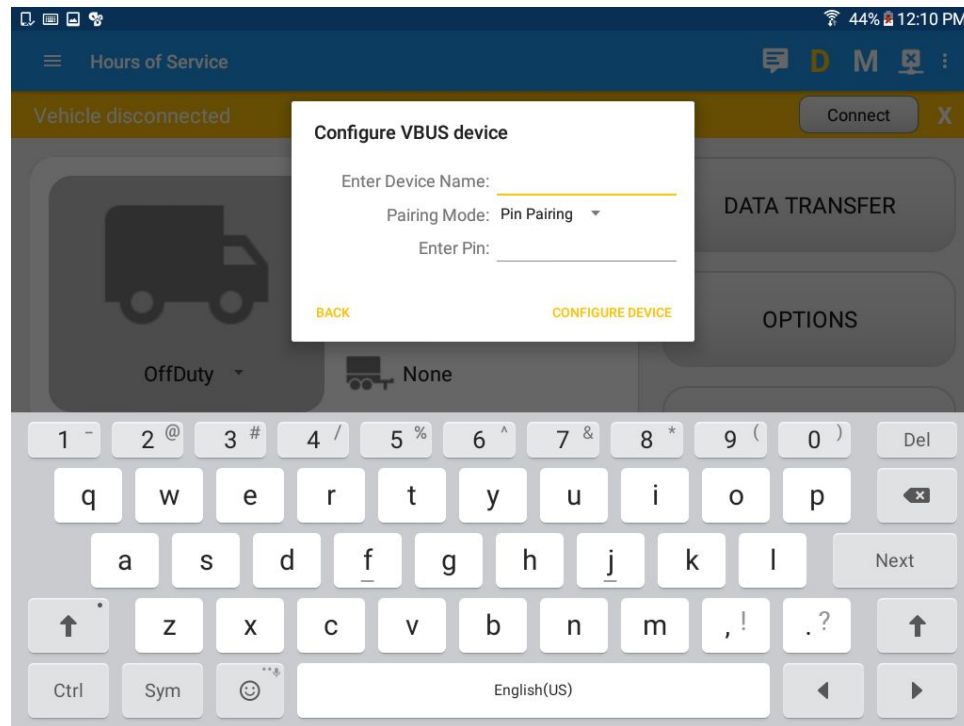 44% 12:10 PM
Hours of Service D M
Vehicle disconnected Connect X
Configure VBUS device
Enter Device Name:
Pairing Mode: Pin Pairing
Enter Pin:
BACK CONFIGURE DEVICE
DATA TRANSFER
OPTIONS
OffDuty None
1 - 2 @ 3 # 4 / 5 % 6 ^ 7 & 8 * 9 ( 0 ) Del
q w e r t y u i o p
a s d f g h j k l Next
z x c v b n m , ! . ?
Ctrl Sym English(US)